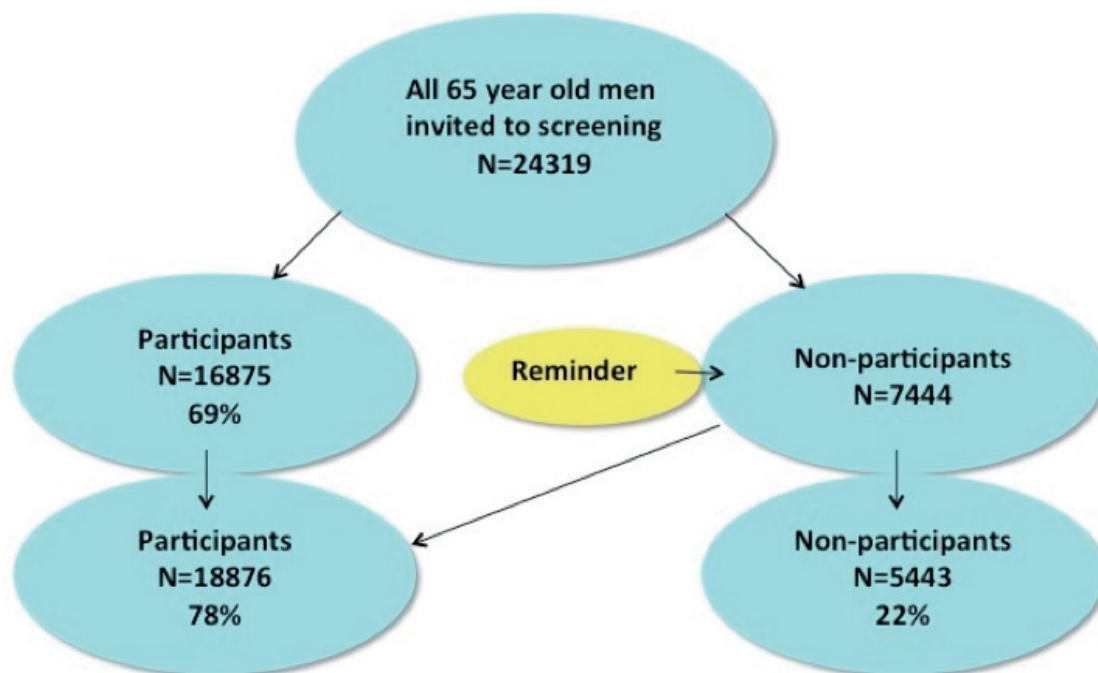 All 65 year old men
invited to screening
N=24319
Participants
N=16875
69%
Reminder
Non-participants
N=7444
Participants
N=18876
78%
Non-participants
N=5443
22%